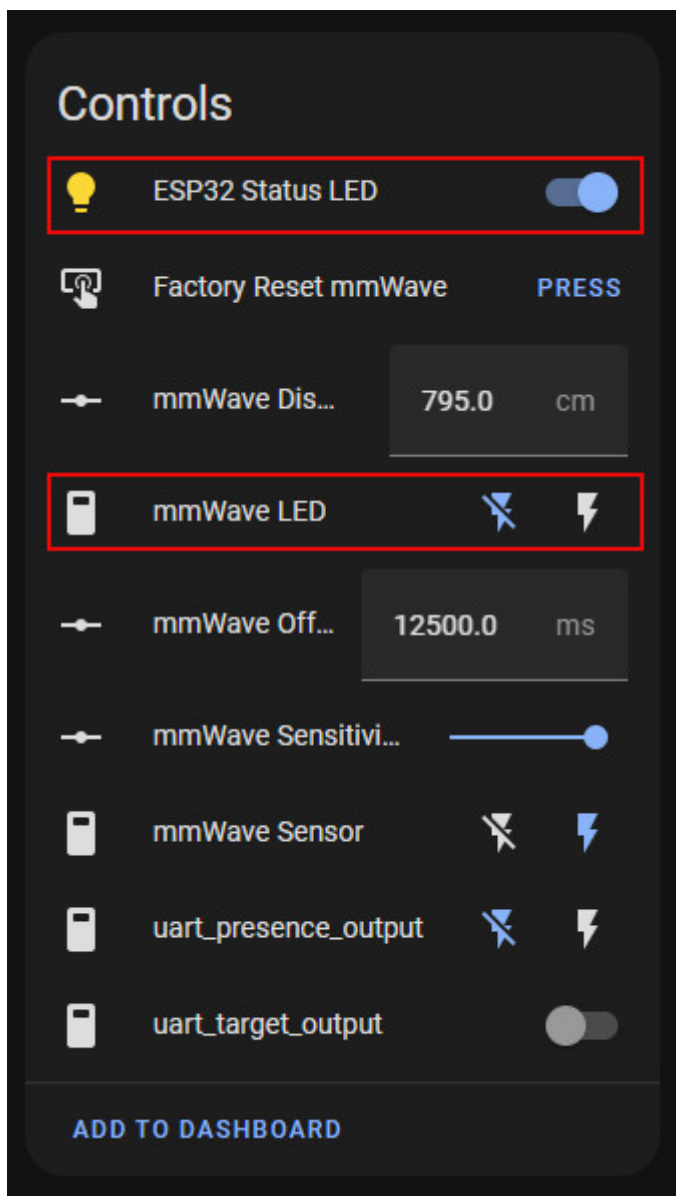 Controls
ESP32 Status LED
Factory Reset mmWave PRESS
mmWave Dis... 795.0 cm
mmWave LED
mmWave Off... 12500.0 ms
mmWave Sensitivi...
mmWave Sensor
uart_presence_output
uart_target_output
ADD TO DASHBOARD